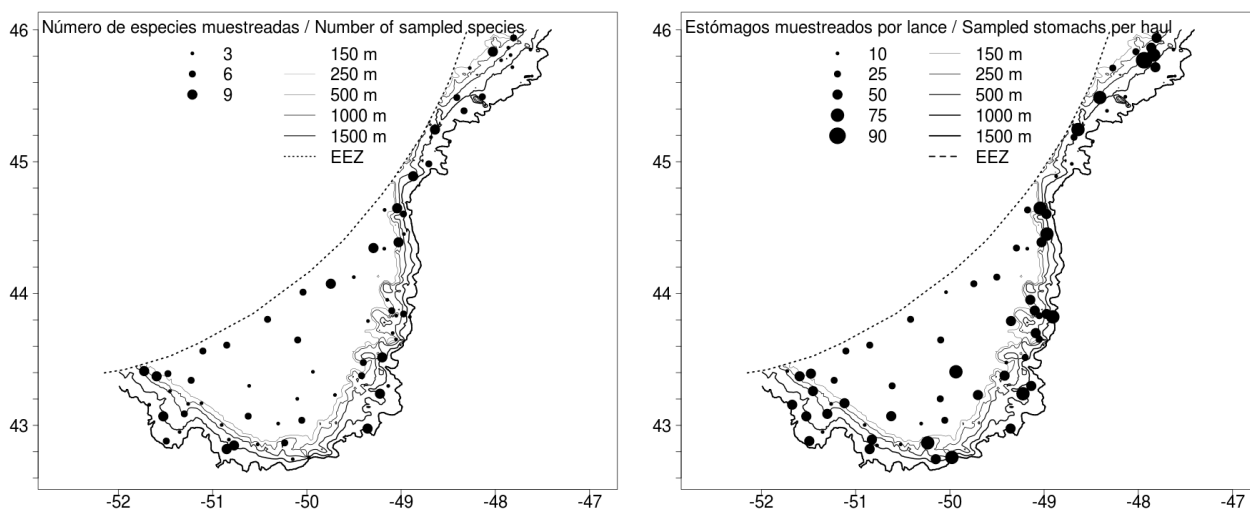 Número de especies muestreadas / Number of sampled species
3
6
9
150 m
250 m
500 m
1000 m
1500 m
EEZ
46
45
44
43
-52
-51
-50
-49
-48
-47
Estómagos muestreados por lance / Sampled stomachs per haul
10
25
50
75
90
150 m
250 m
500 m
1000 m
1500 m
EEZ
46
45
44
43
-52
-51
-50
-49
-48
-47